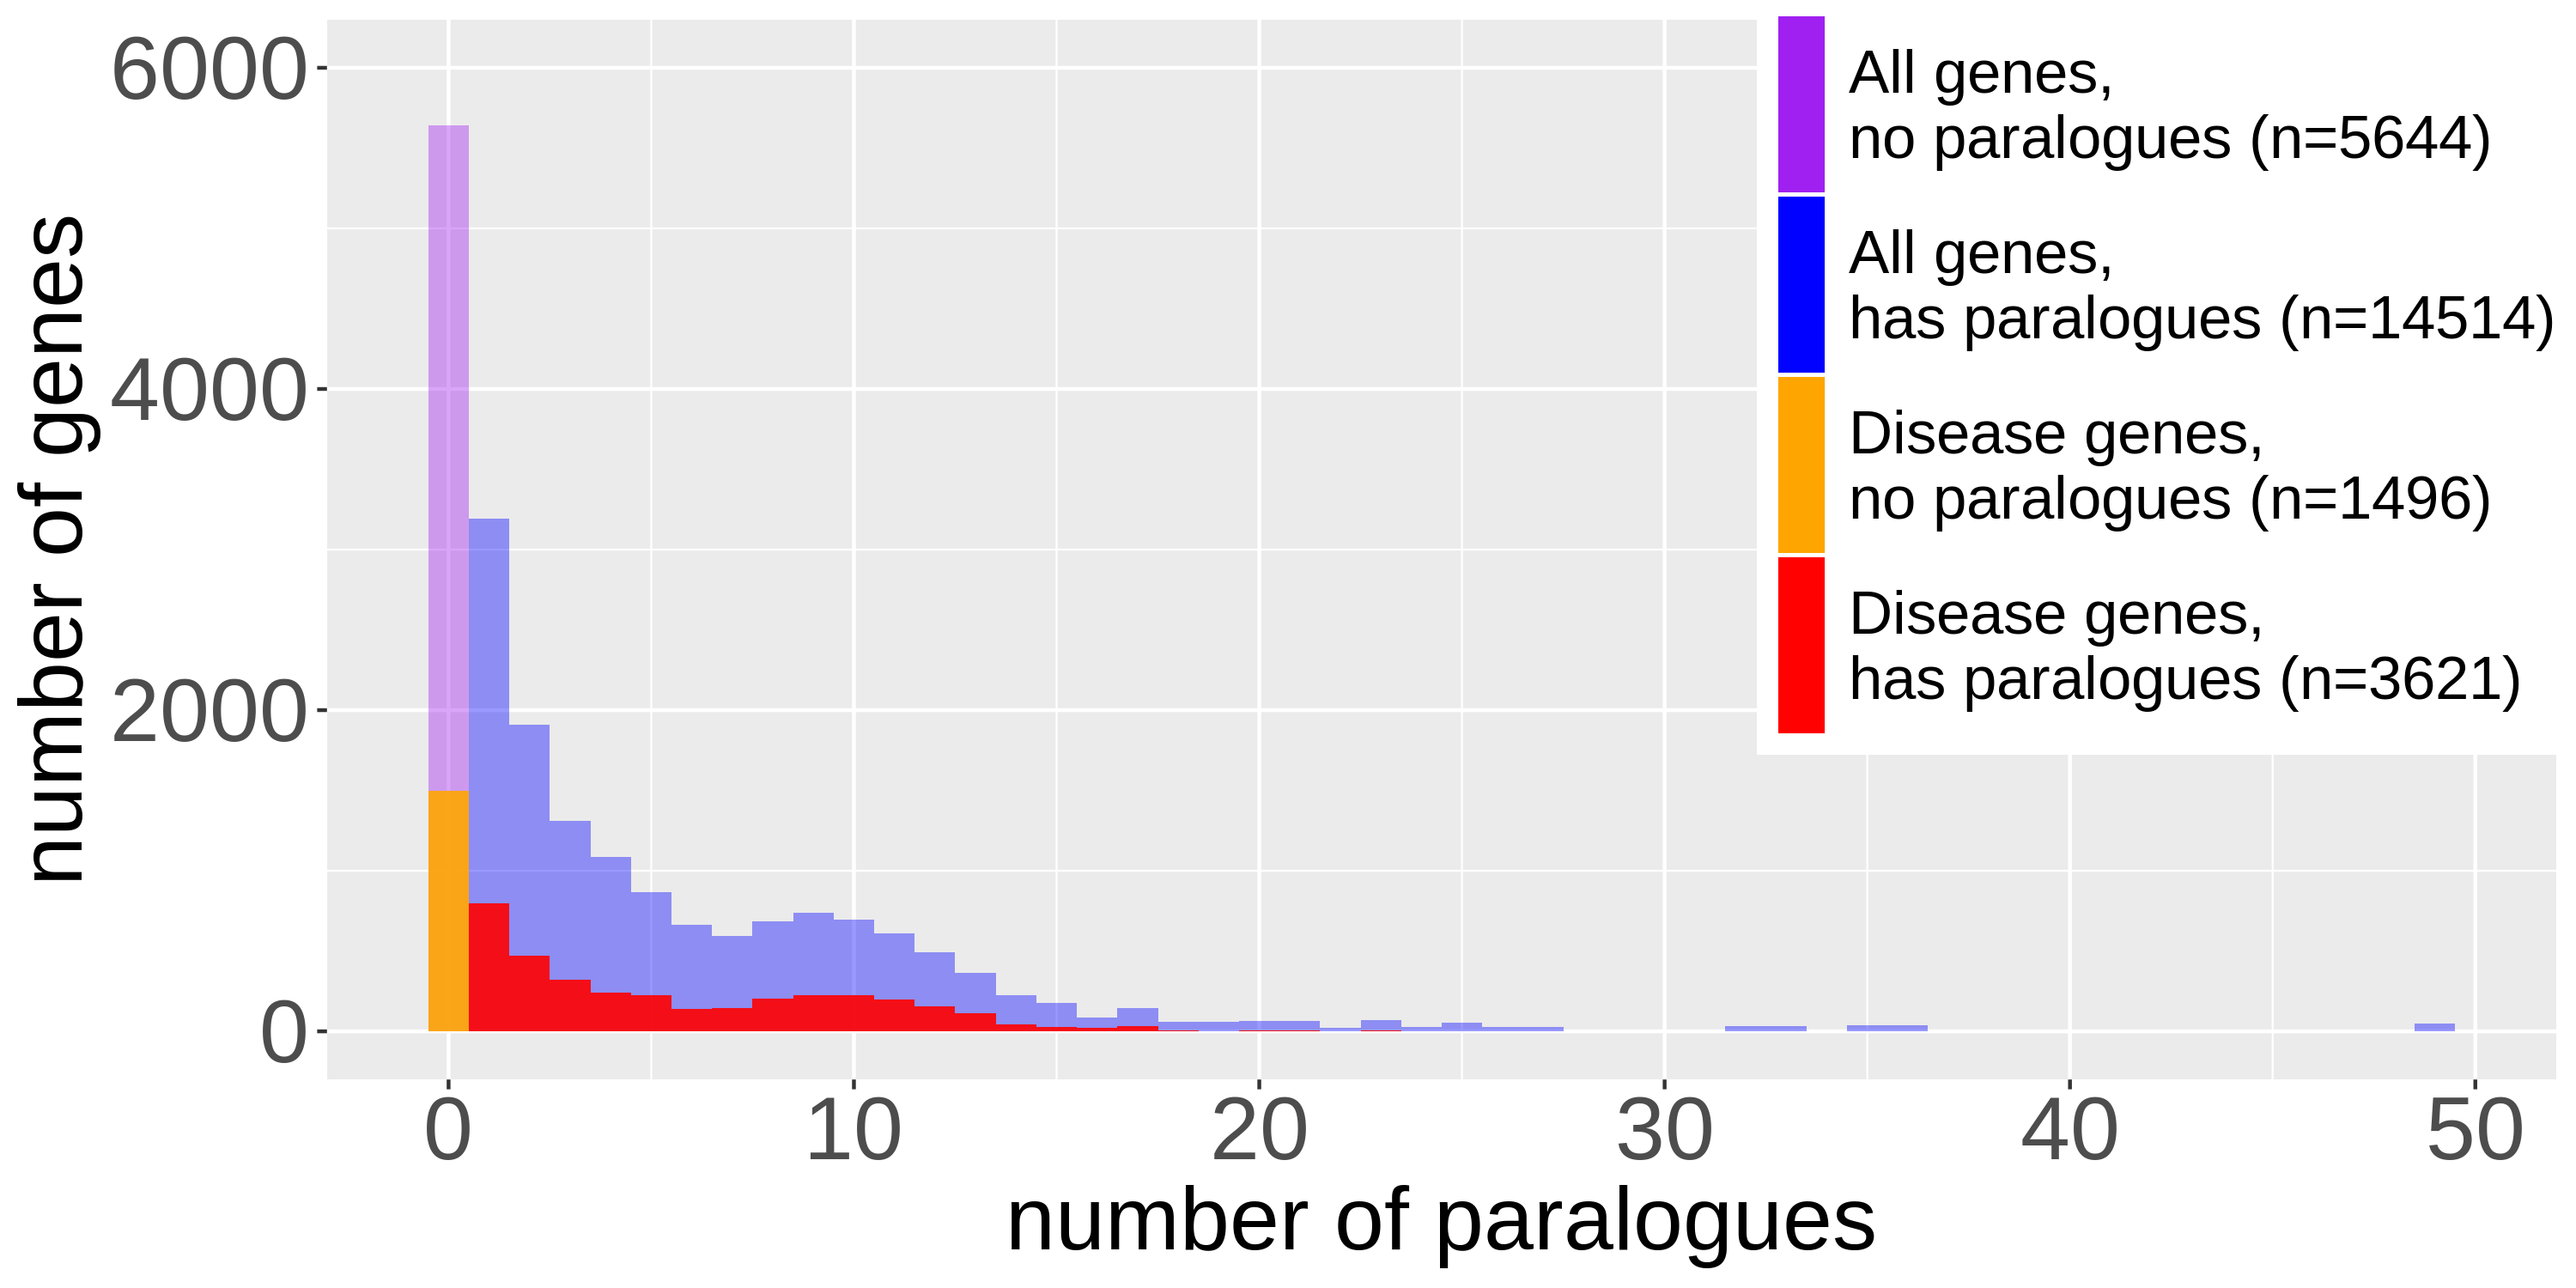 number of genes
6000
4000
2000
0
0
10
20
30
40
50
number of paralogues
All genes,
no paralogues (n=5644)
All genes,
has paralogues (n=14514)
Disease genes,
no paralogues (n=1496)
Disease genes,
has paralogues (n=3621)